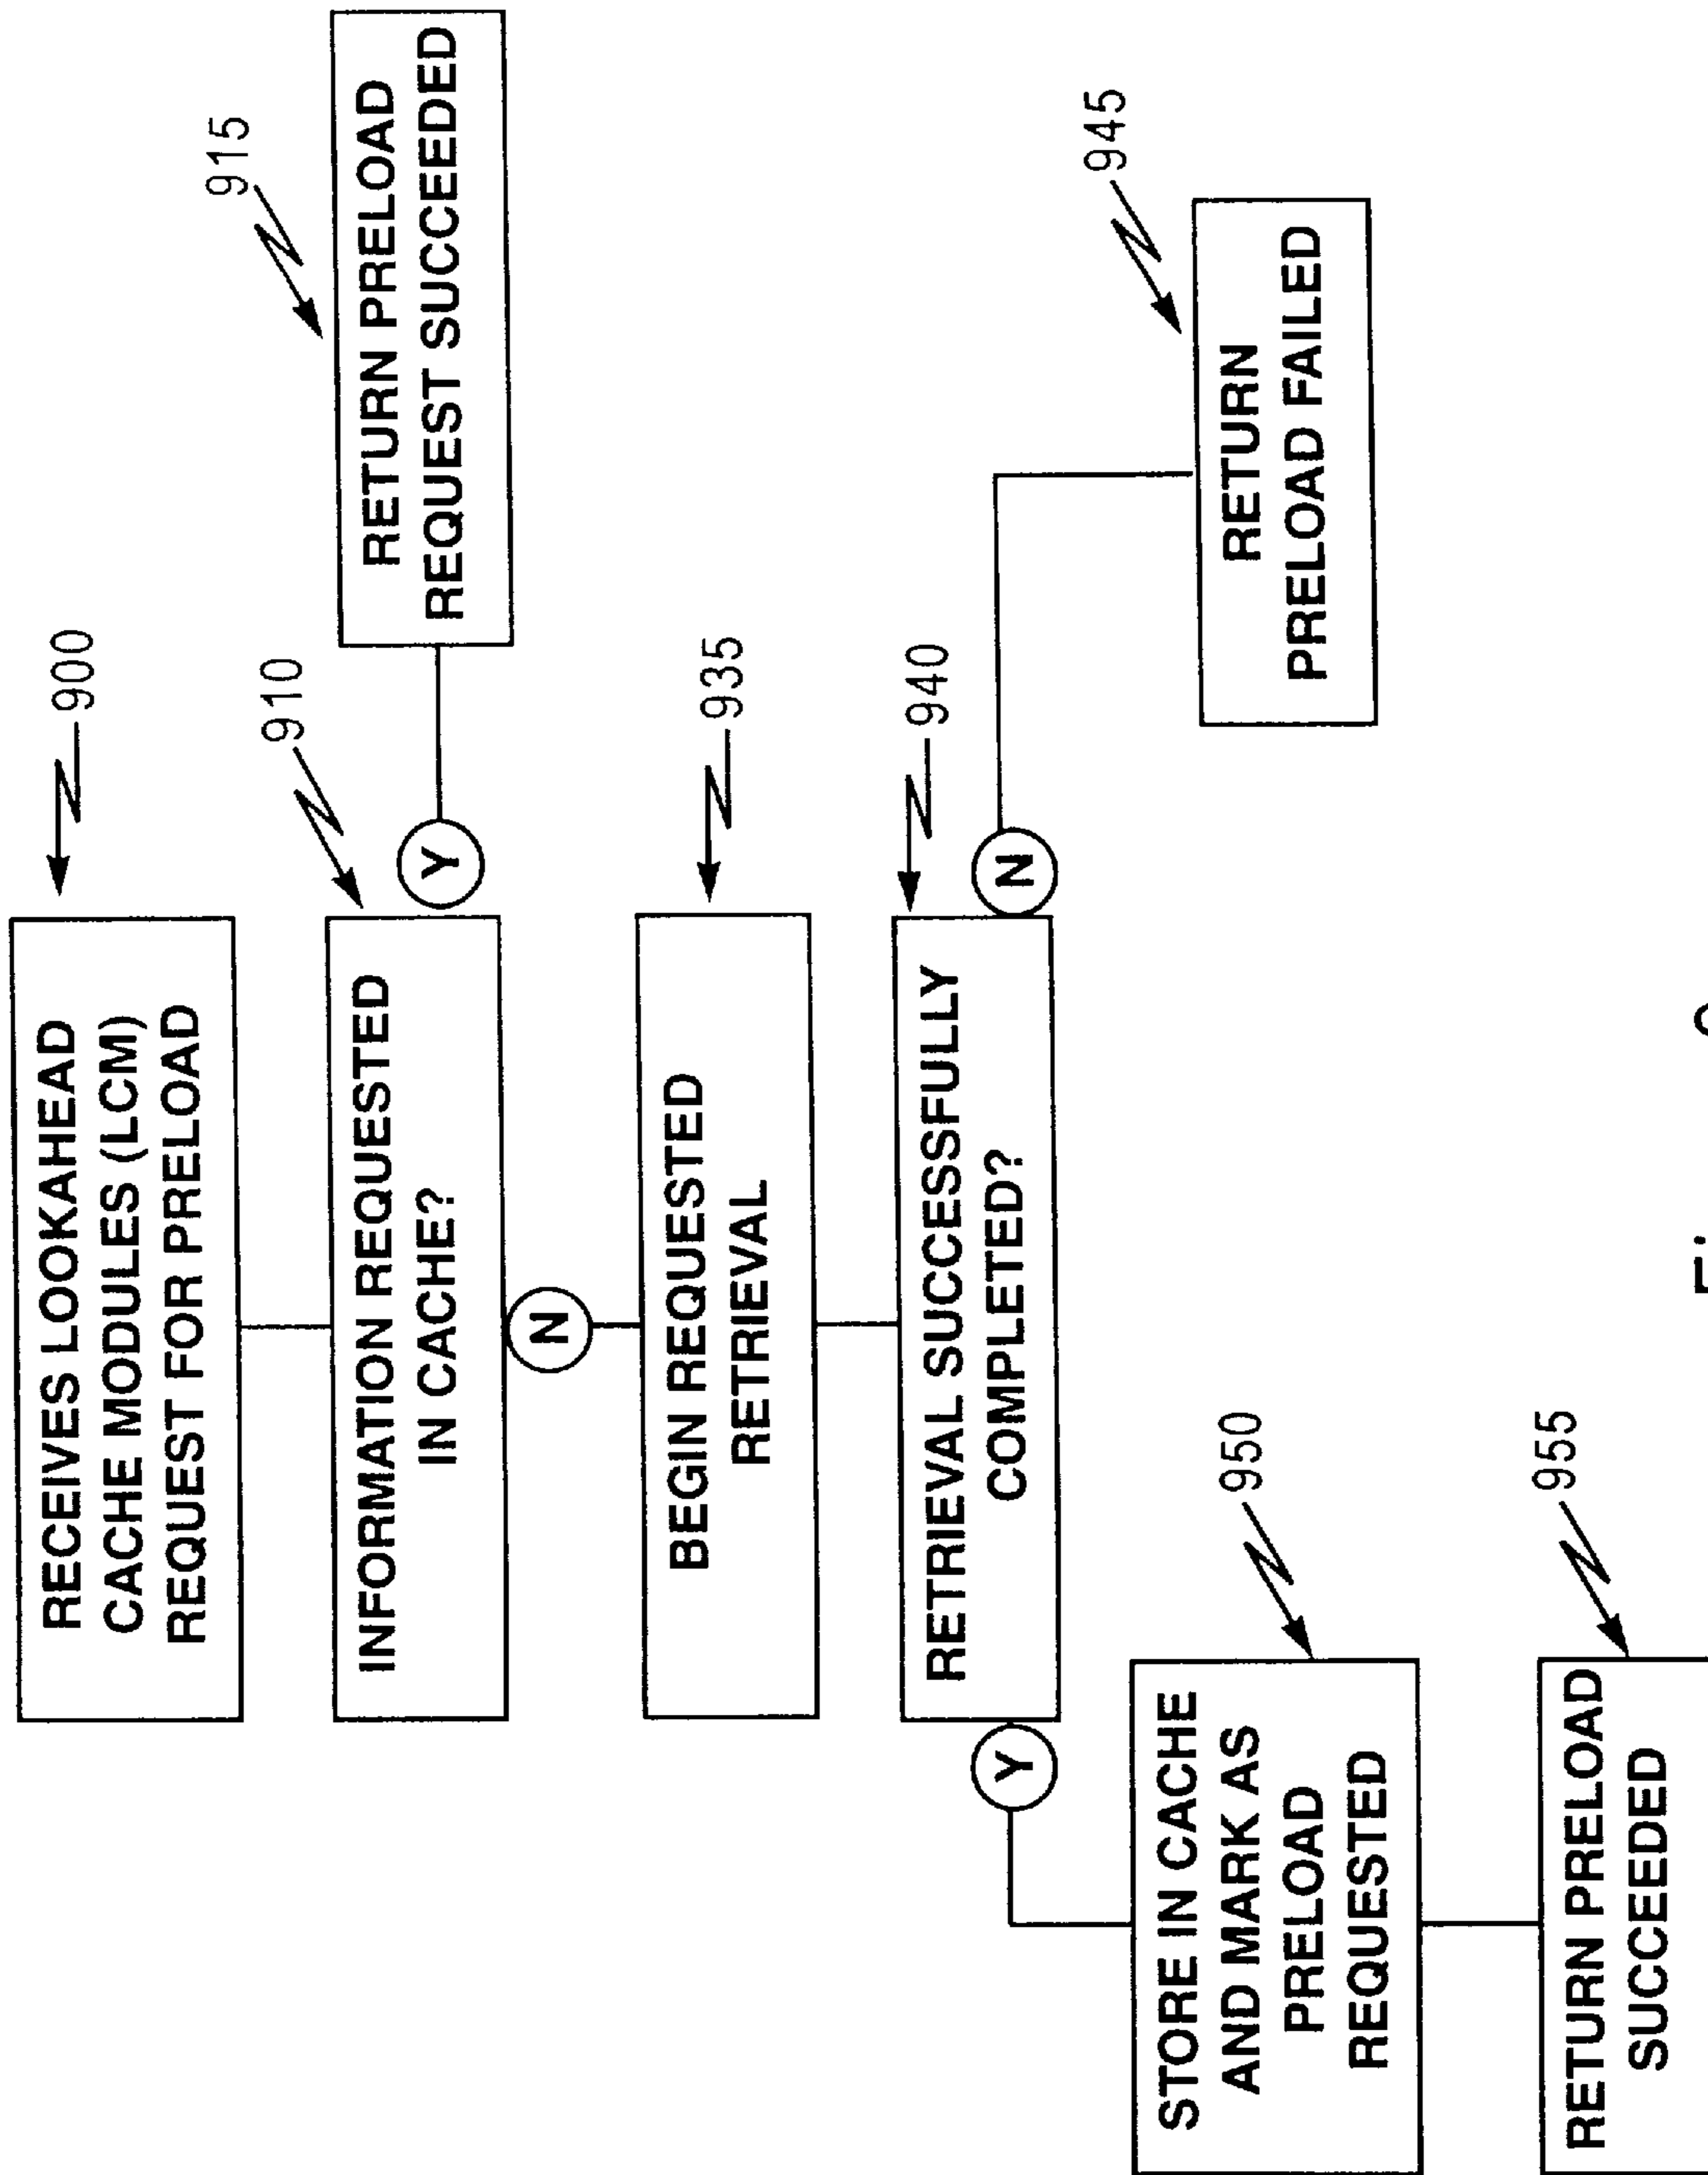 RECEIVES LOOKAHEAD
CACHE MODULES (LCM)
REQUEST FOR PRELOAD
900
INFORMATION REQUESTED
IN CACHE?
910
Y
RETURN PRELOAD
REQUEST SUCCEEDED
915
N
BEGIN REQUESTED
RETRIEVAL
935
RETRIEVAL SUCCESSFULLY
COMPLETED?
940
N
RETURN
PRELOAD FAILED
945
Y
STORE IN CACHE
AND MARK AS
PRELOAD
REQUESTED
950
RETURN PRELOAD
SUCCEEDED
955